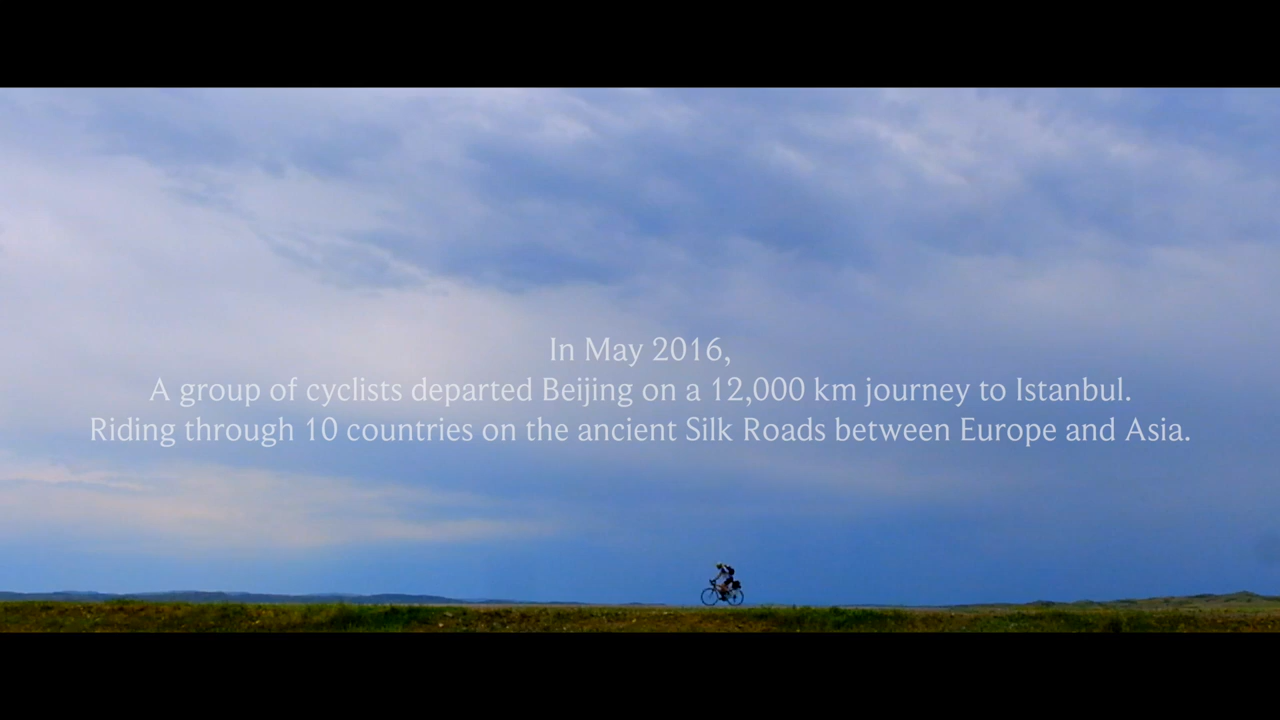 In May 2016,
A group of cyclists departed Beijing on a 12,000 km journey to Istanbul.
Riding through 10 countries on the ancient Silk Roads between Europe and Asia.